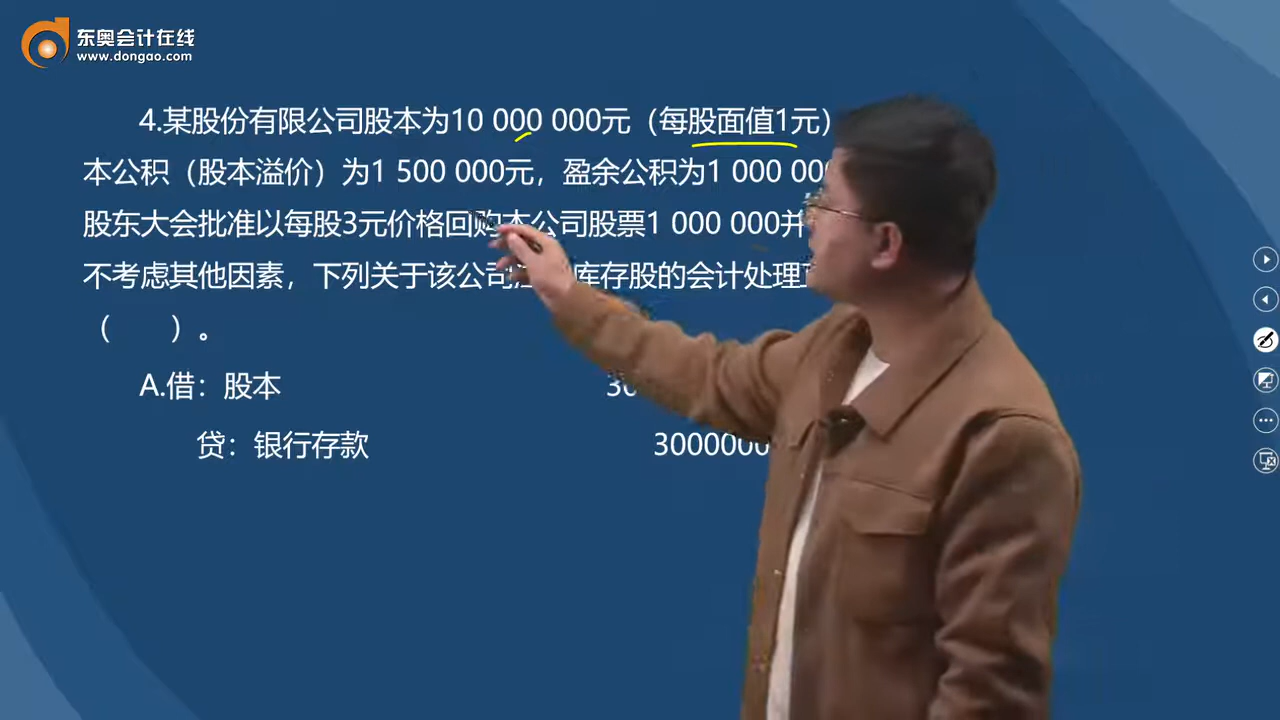 东奥会计在线
www.dongao.com
4.某股份有限公司股本为10 000 000元（每股面值1元）
本公积（股本溢价）为1 500 000元，盈余公积为1 000 00
股东大会批准以每股3元价格回购本公司股票1 000 000并
不考虑其他因素，下列关于该公司 库存股的会计处理
（　　）。
A.借：股本 30
贷：银行存款 3000000